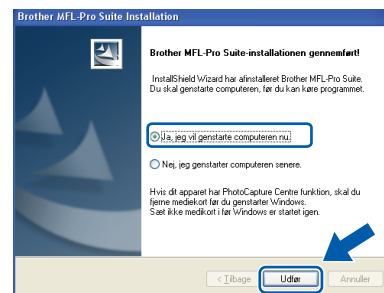 Brother MFL-Pro Suite Installation
Brother MFL-Pro Suite-installationen gennemført!
InstallShield Wizard har afinstalleret Brother MFL-Pro Suite.
Du skal genstarte computeren, før du kan køre programmet.
Ja, jeg vil genstarte computeren nu.
Nej, jeg genstarter computeren senere.
Hvis dit apparat har PhotoCapture Centre funktion, skal du
fjerne mediekort før du genstarter Windows.
Sæt ikke medikort i før Windows er startet igen.
< Tilbage Udfør Annuller